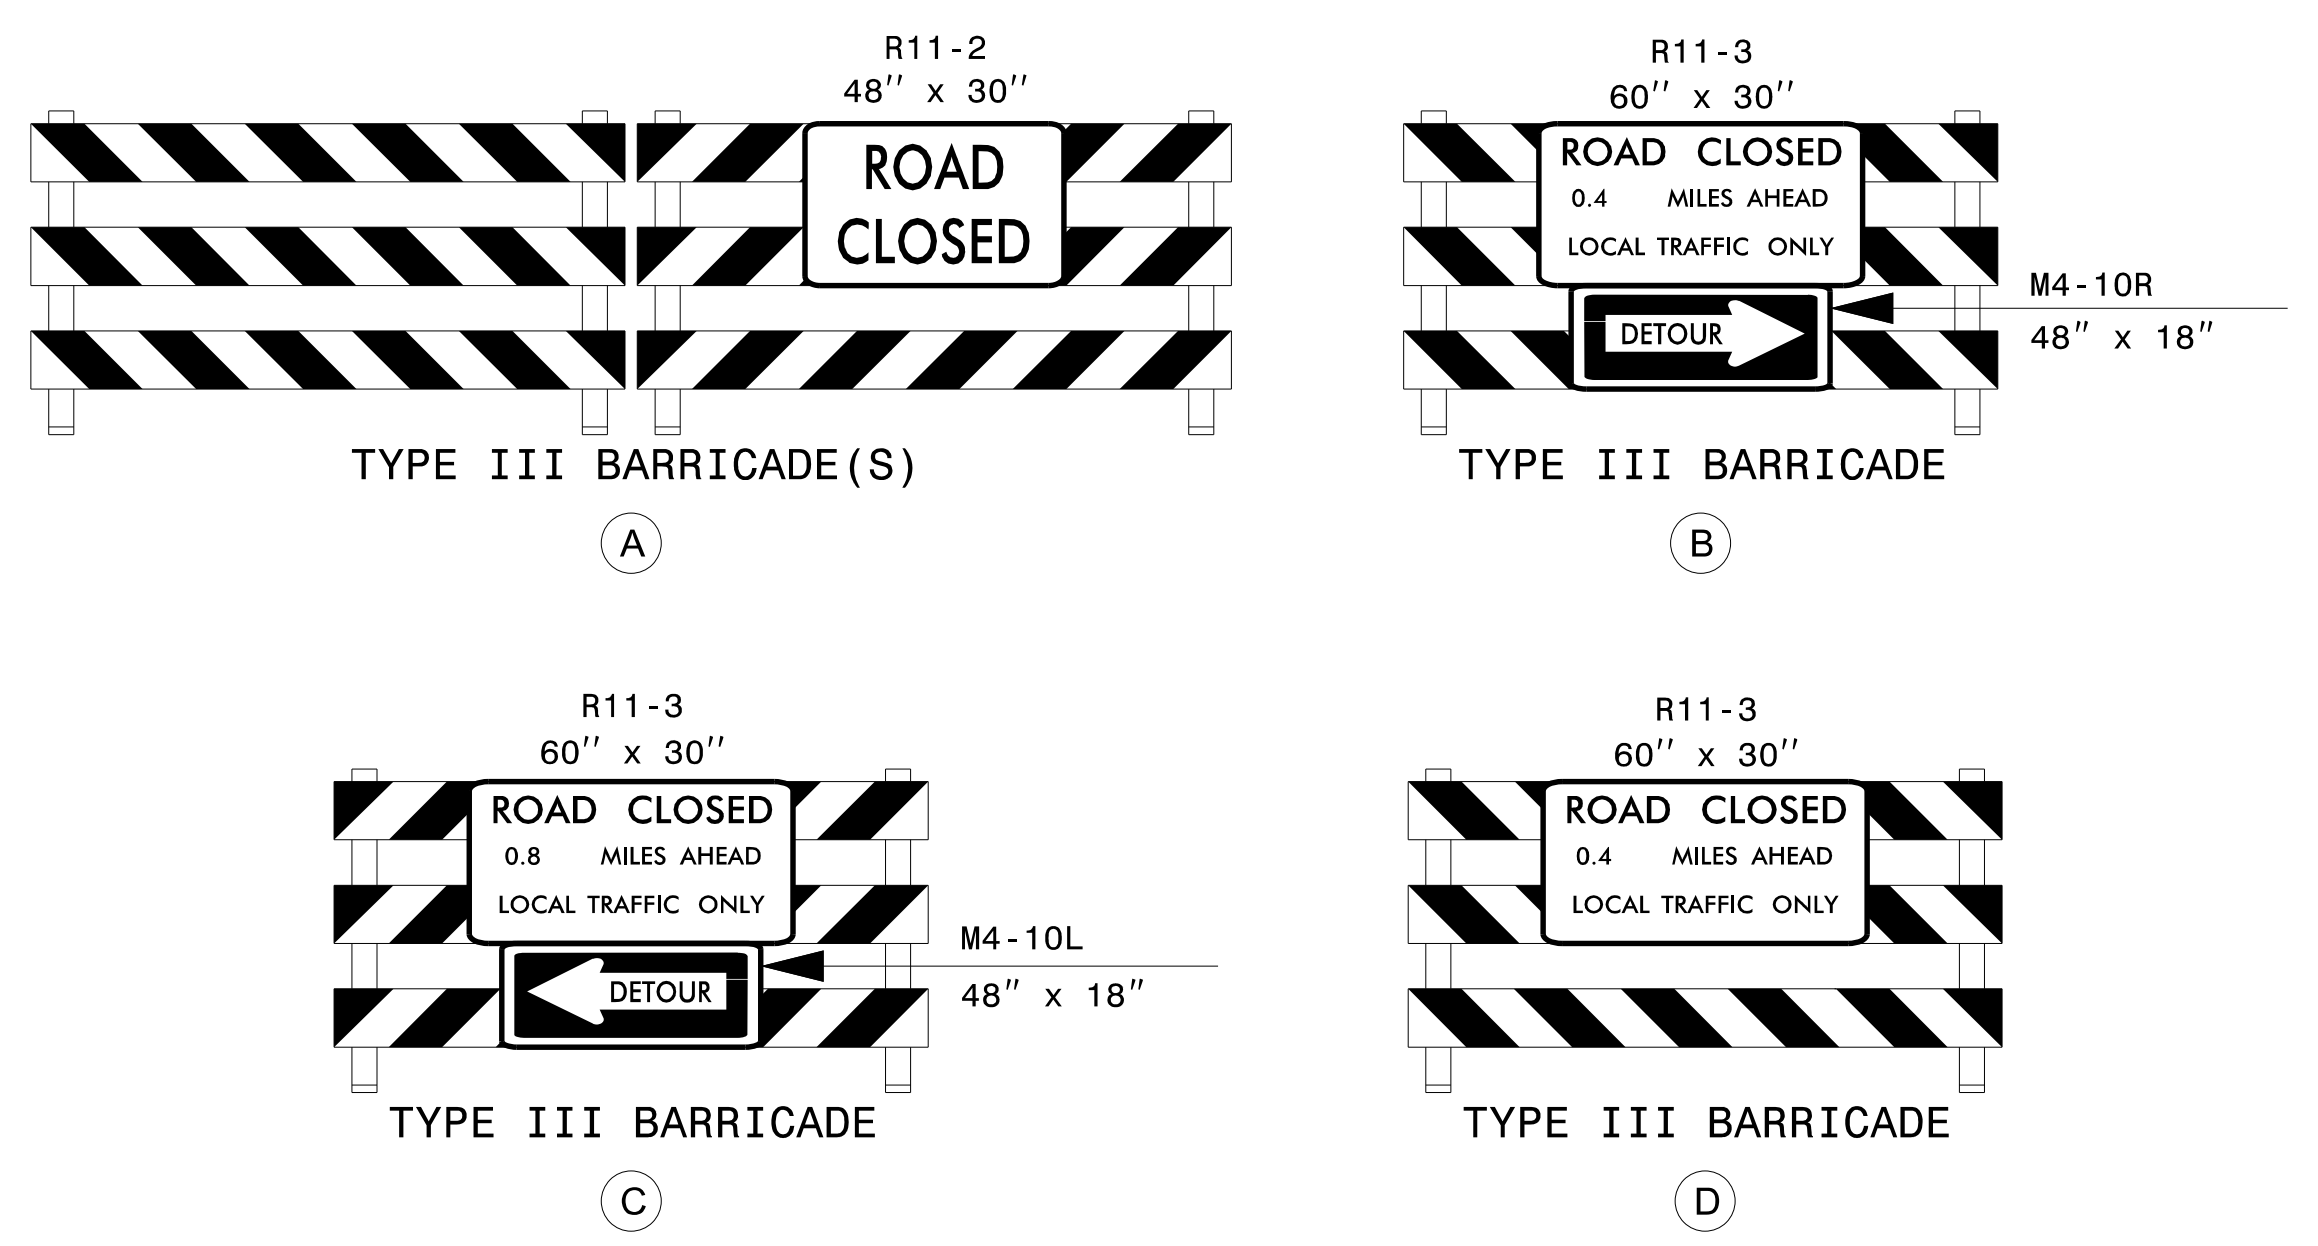 R11-2
48" x 30"
ROAD
CLOSED
TYPE III BARRICADE(S)
A
R11-3
60" x 30"
ROAD CLOSED
0.4 MILES AHEAD
LOCAL TRAFFIC ONLY
DETOUR
M4-10R
48" x 18"
TYPE III BARRICADE
B
R11-3
60" x 30"
ROAD CLOSED
0.8 MILES AHEAD
LOCAL TRAFFIC ONLY
DETOUR
M4-10L
48" x 18"
TYPE III BARRICADE
C
R11-3
60" x 30"
ROAD CLOSED
0.4 MILES AHEAD
LOCAL TRAFFIC ONLY
TYPE III BARRICADE
D